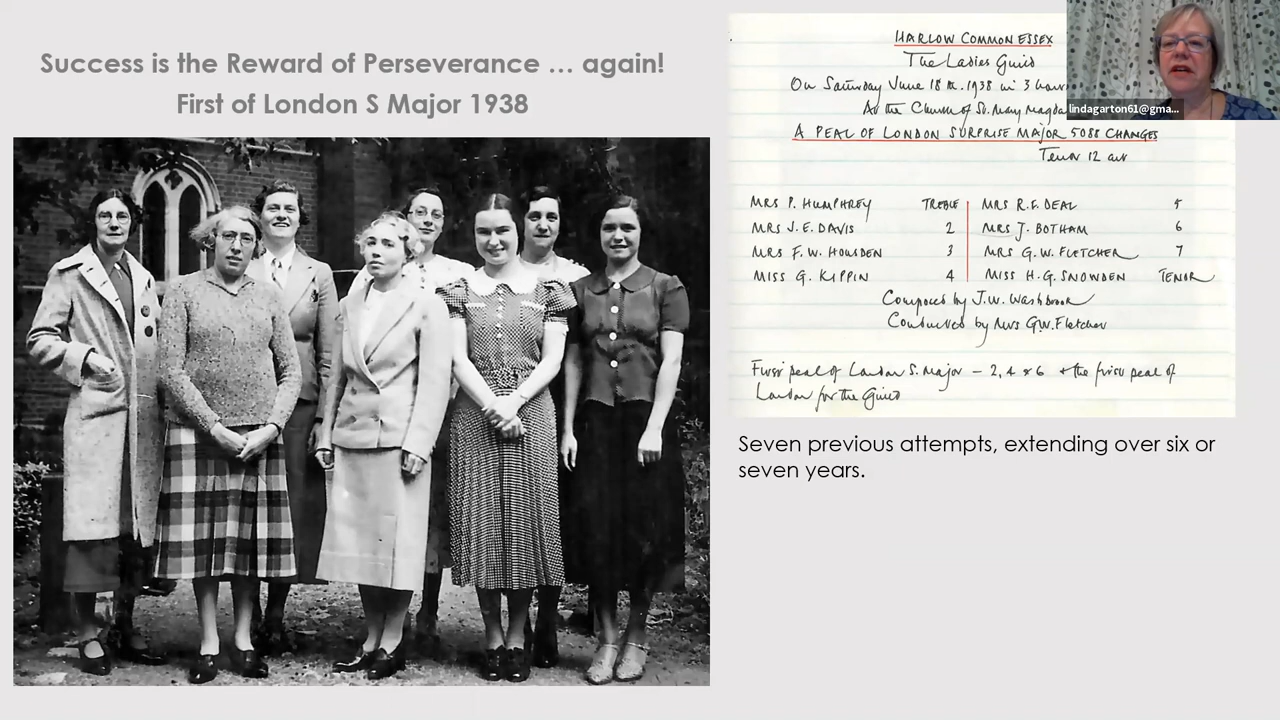 Success is the Reward of Perseverance ... again!
First of London S Major 1938
HARLOW COMMON ESSEX
The Ladies Guild
On Saturday June 18th. 1938 in 3 hours
At the Church of St. Mary Magda
A PEAL OF LONDON SURPRISE MAJOR 5088 CHANGES
Tenor 12 cwt
MRS P. HUMPHREY TREBLE MRS R.F. DEAL 5
MRS J.E. DAVIS 2 MRS J. BOTHAM 6
MRS F.W. HOWDEN 3 MRS G.W. FLETCHER 7
MISS G. KIPPIN 4 MISS H.G. SNOWDEN TENOR
Composed by J.W. Washbrook
Conducted by Mrs G.W. Fletcher
First peal of London S. Major - 2, 4 & 6 + the first peal of
London for the Guild
Seven previous attempts, extending over six or
seven years.
lindagarton61@gma...